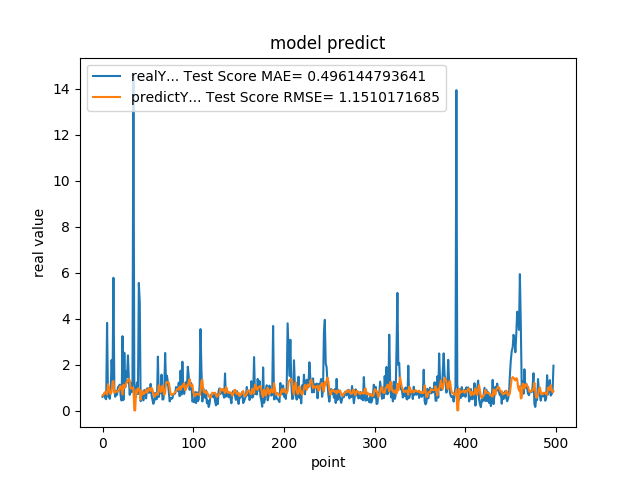 model predict
realY... Test Score MAE= 0.496144793641
predictY... Test Score RMSE= 1.1510171685
14
12
10
8
6
4
2
0
real value
0 100 200 300 400 500
point